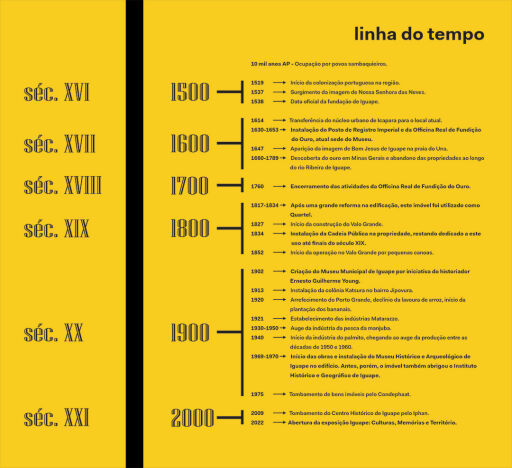 linha do tempo
10 mil anos AP - Ocupação por povos sambaquieiros.
séc. XVI
1500
1519 → Início da colonização portuguesa na região.
1537 → Surgimento da imagem de Nossa Senhora das Neves.
1538 → Data oficial da fundação de Iguape.
séc. XVII
1600
1614 → Transferência do núcleo urbano de Icapara para o local atual.
1630-1653 → Instalação do Posto de Registro Imperial e da Oficina Real de Fundição
do Ouro, atual sede do Museu.
1647 → Aparição da imagem de Bom Jesus de Iguape na praia do Una.
1660-1789 → Descoberta do ouro em Minas Gerais e abandono das propriedades ao longo
do rio Ribeira de Iguape.
séc. XVIII
1700
1760 → Encerramento das atividades da Oficina Real de Fundição do Ouro.
séc. XIX
1800
1817-1834 → Após uma grande reforma na edificação, este imóvel foi utilizado como
Quartel.
1827 → Início da construção do Valo Grande.
1834 → Instalação da Cadeia Pública na propriedade, restando dedicada a este
uso até finais do século XIX.
1852 → Início da operação no Valo Grande por pequenas canoas.
séc. XX
1900
1902 → Criação do Museu Municipal de Iguape por iniciativa do historiador
Ernesto Guilherme Young.
1913 → Instalação da colônia Katsura no bairro Jipovura.
1920 → Arrefecimento do Porto Grande, declínio da lavoura de arroz, início da
plantação dos bananais.
1921 → Estabelecimento das indústrias Matarazzo.
1930-1950 → Auge da indústria da pesca da manjuba.
1940 → Início da indústria do palmito, chegando ao auge da produção entre as
décadas de 1950 e 1960.
1969-1970 → Início das obras e instalação do Museu Histórico e Arqueológico de
Iguape no edifício. Antes, porém, o imóvel também abrigou o Instituto
Histórico e Geográfico de Iguape.
1975 → Tombamento de bens imóveis pelo Condephaat.
séc. XXI
2000
2009 → Tombamento do Centro Histórico de Iguape pelo Iphan.
2022 → Abertura da exposição Iguape: Culturas, Memórias e Território.